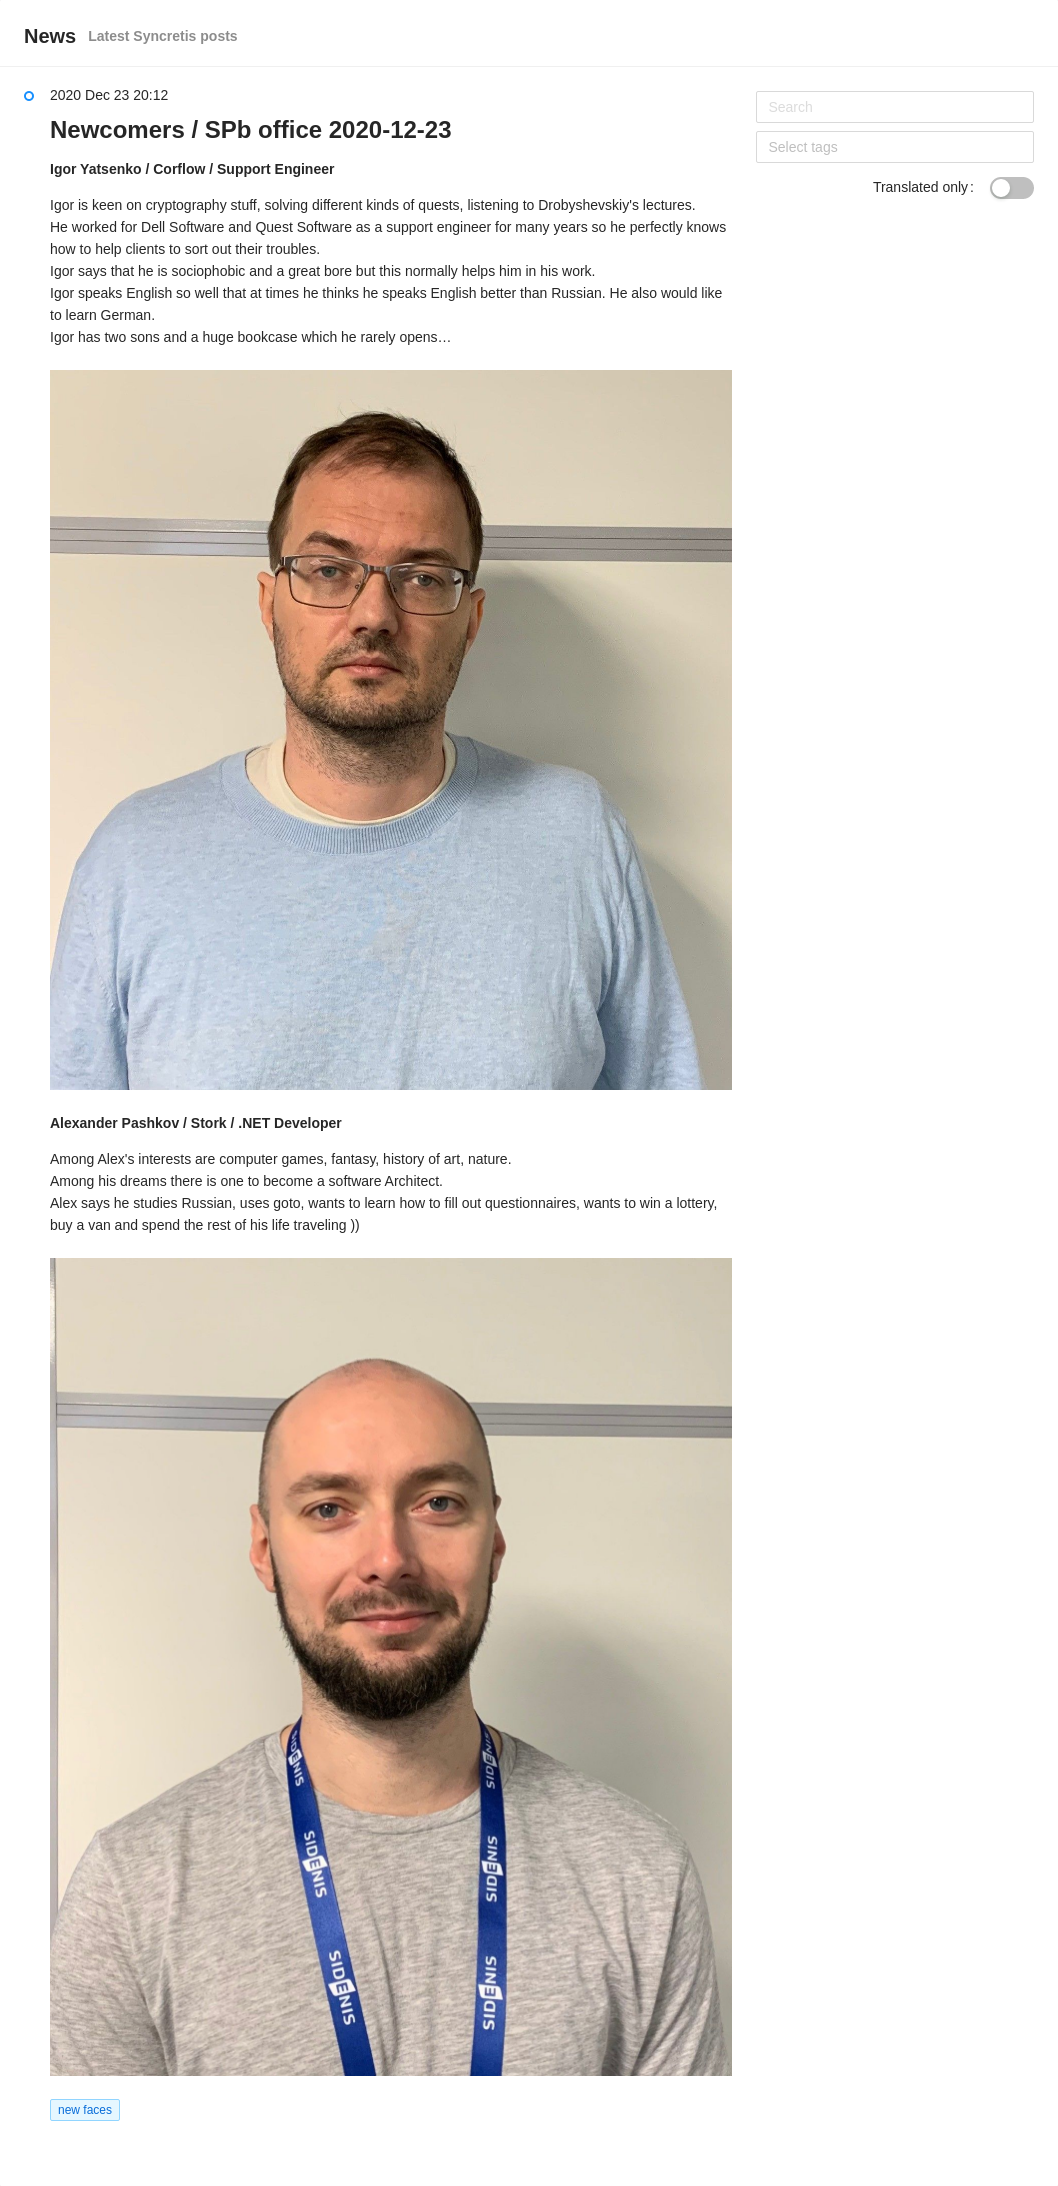 News Latest Syncretis posts
2020 Dec 23 20:12
Search
Newcomers / SPb office 2020-12-23
Select tags
Igor Yatsenko / Corflow / Support Engineer
Translated only :
Igor is keen on cryptography stuff, solving different kinds of quests, listening to Drobyshevskiy's lectures.
He worked for Dell Software and Quest Software as a support engineer for many years so he perfectly knows
how to help clients to sort out their troubles.
Igor says that he is sociophobic and a great bore but this normally helps him in his work.
Igor speaks English so well that at times he thinks he speaks English better than Russian. He also would like
to learn German.
Igor has two sons and a huge bookcase which he rarely opens…
Alexander Pashkov / Stork / .NET Developer
Among Alex's interests are computer games, fantasy, history of art, nature.
Among his dreams there is one to become a software Architect.
Alex says he studies Russian, uses goto, wants to learn how to fill out questionnaires, wants to win a lottery,
buy a van and spend the rest of his life traveling ))
SIDENIS
SIDENIS
SIDENIS
SIDENIS
SIDENIS
SIDENIS
new faces